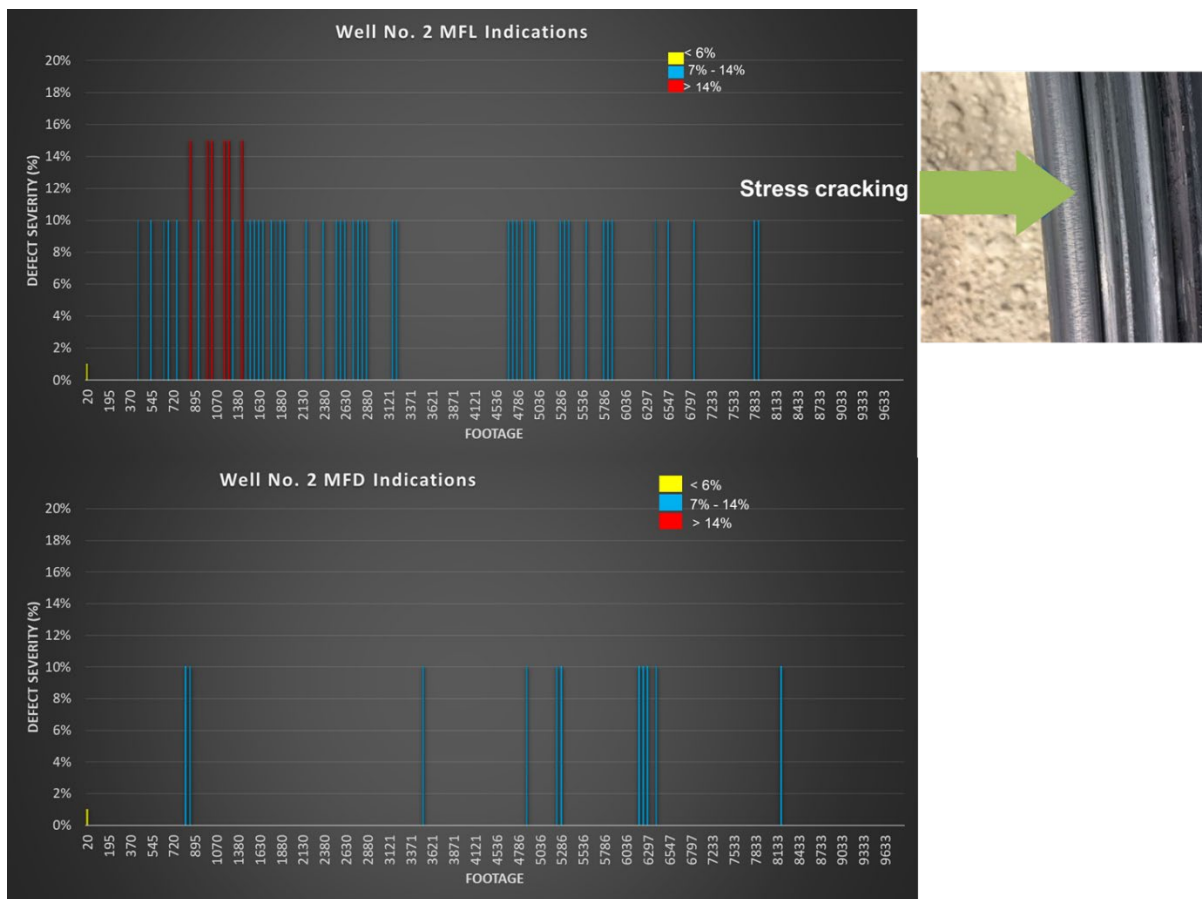 Well No. 2 MFL Indications
< 6%
7% - 14%
> 14%
DEFECT SEVERITY (%)
20%
18%
16%
14%
12%
10%
8%
6%
4%
2%
0%
20 195 370 545 720 895 1070 1380 1630 1880 2130 2380 2630 2880 3121 3371 3621 3871 4121 4536 4786 5036 5286 5536 5786 6036 6297 6547 6797 7233 7533 7833 8133 8433 8733 9033 9333 9633
FOOTAGE
Stress cracking
Well No. 2 MFD Indications
< 6%
7% - 14%
> 14%
DEFECT SEVERITY (%)
20%
18%
16%
14%
12%
10%
8%
6%
4%
2%
0%
20 195 370 545 720 895 1070 1380 1630 1880 2130 2380 2630 2880 3121 3371 3621 3871 4121 4536 4786 5036 5286 5536 5786 6036 6297 6547 6797 7233 7533 7833 8133 8433 8733 9033 9333 9633
FOOTAGE